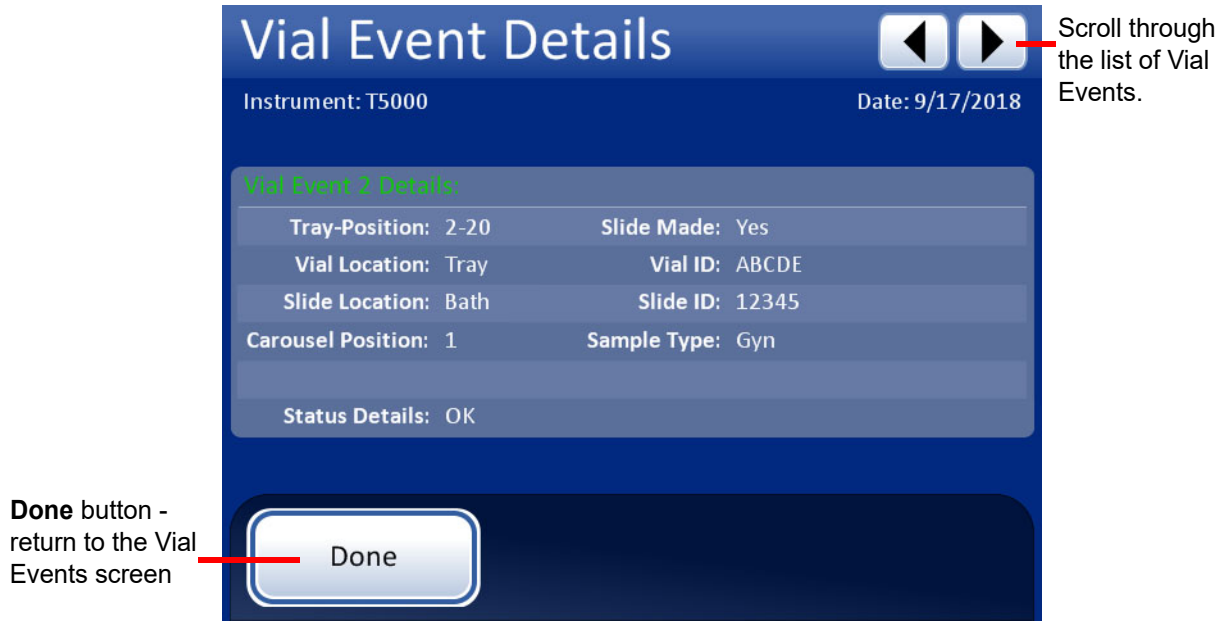 Vial Event Details
Scroll through
the list of Vial
Events.
Instrument: T5000
Date: 9/17/2018
Vial Event 2 Details:
Tray-Position: 2-20 Slide Made: Yes
Vial Location: Tray Vial ID: ABCDE
Slide Location: Bath Slide ID: 12345
Carousel Position: 1 Sample Type: Gyn
Status Details: OK
Done button -
return to the Vial
Events screen
Done